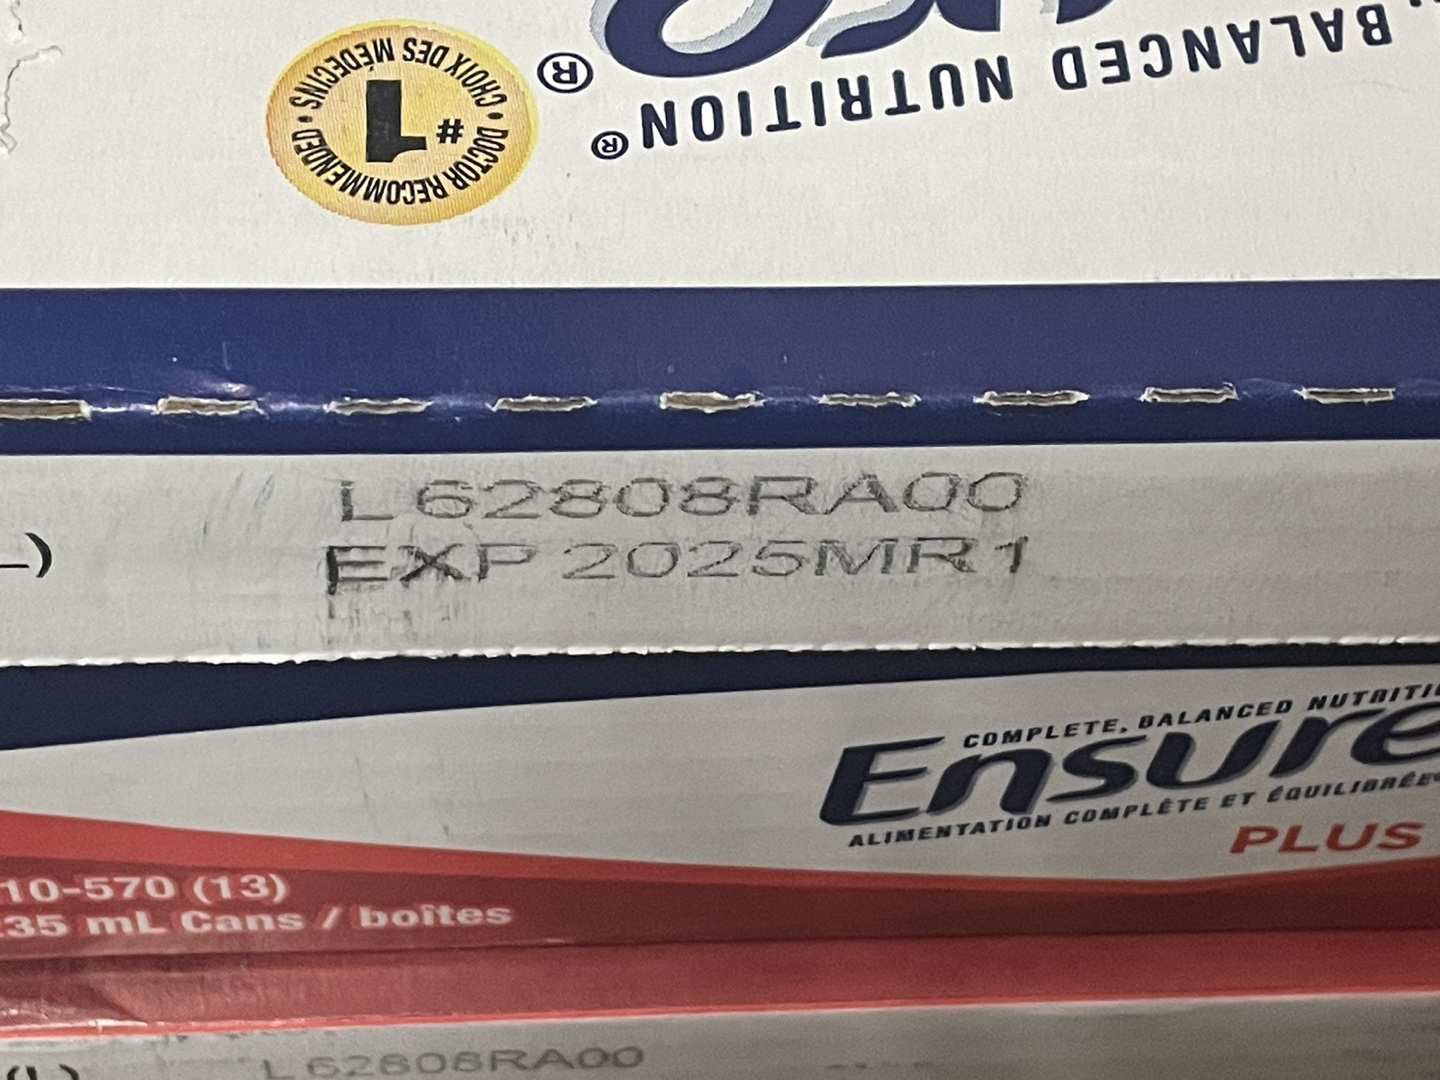 CHOIX DES MÉDECINS • DOCTOR RECOMMENDED •
#1
®
BALANCED NUTRITION®
L62808RA00
EXP 2025MR1
L)
COMPLETE, BALANCED NUTRITI
Ensure
ALIMENTATION COMPLÈTE ET ÉQUILIBRÉE
PLUS
10-570 (13)
235 mL Cans / boîtes
L62808RA00
(L)